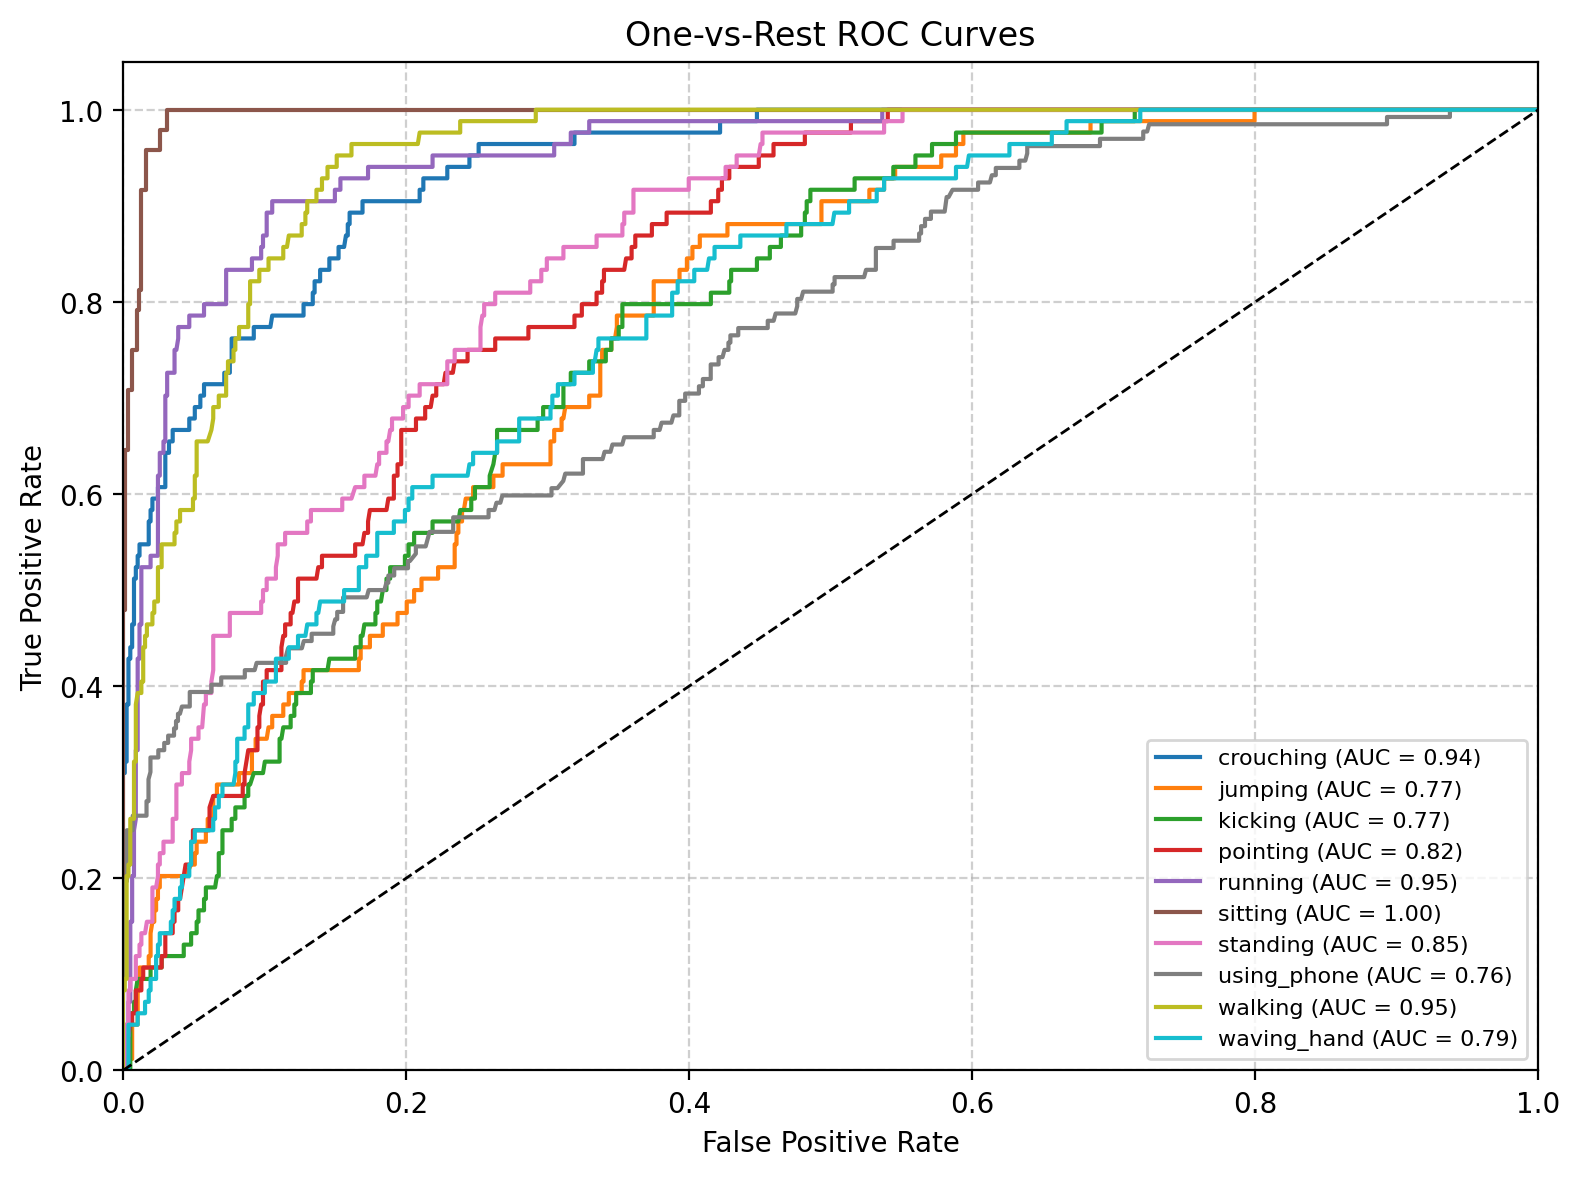 One-vs-Rest ROC Curves
True Positive Rate
1.0
0.8
0.6
0.4
0.2
0.0
crouching (AUC = 0.94)
jumping (AUC = 0.77)
kicking (AUC = 0.77)
pointing (AUC = 0.82)
running (AUC = 0.95)
sitting (AUC = 1.00)
standing (AUC = 0.85)
using_phone (AUC = 0.76)
walking (AUC = 0.95)
waving_hand (AUC = 0.79)
0.0 0.2 0.4 0.6 0.8 1.0
False Positive Rate